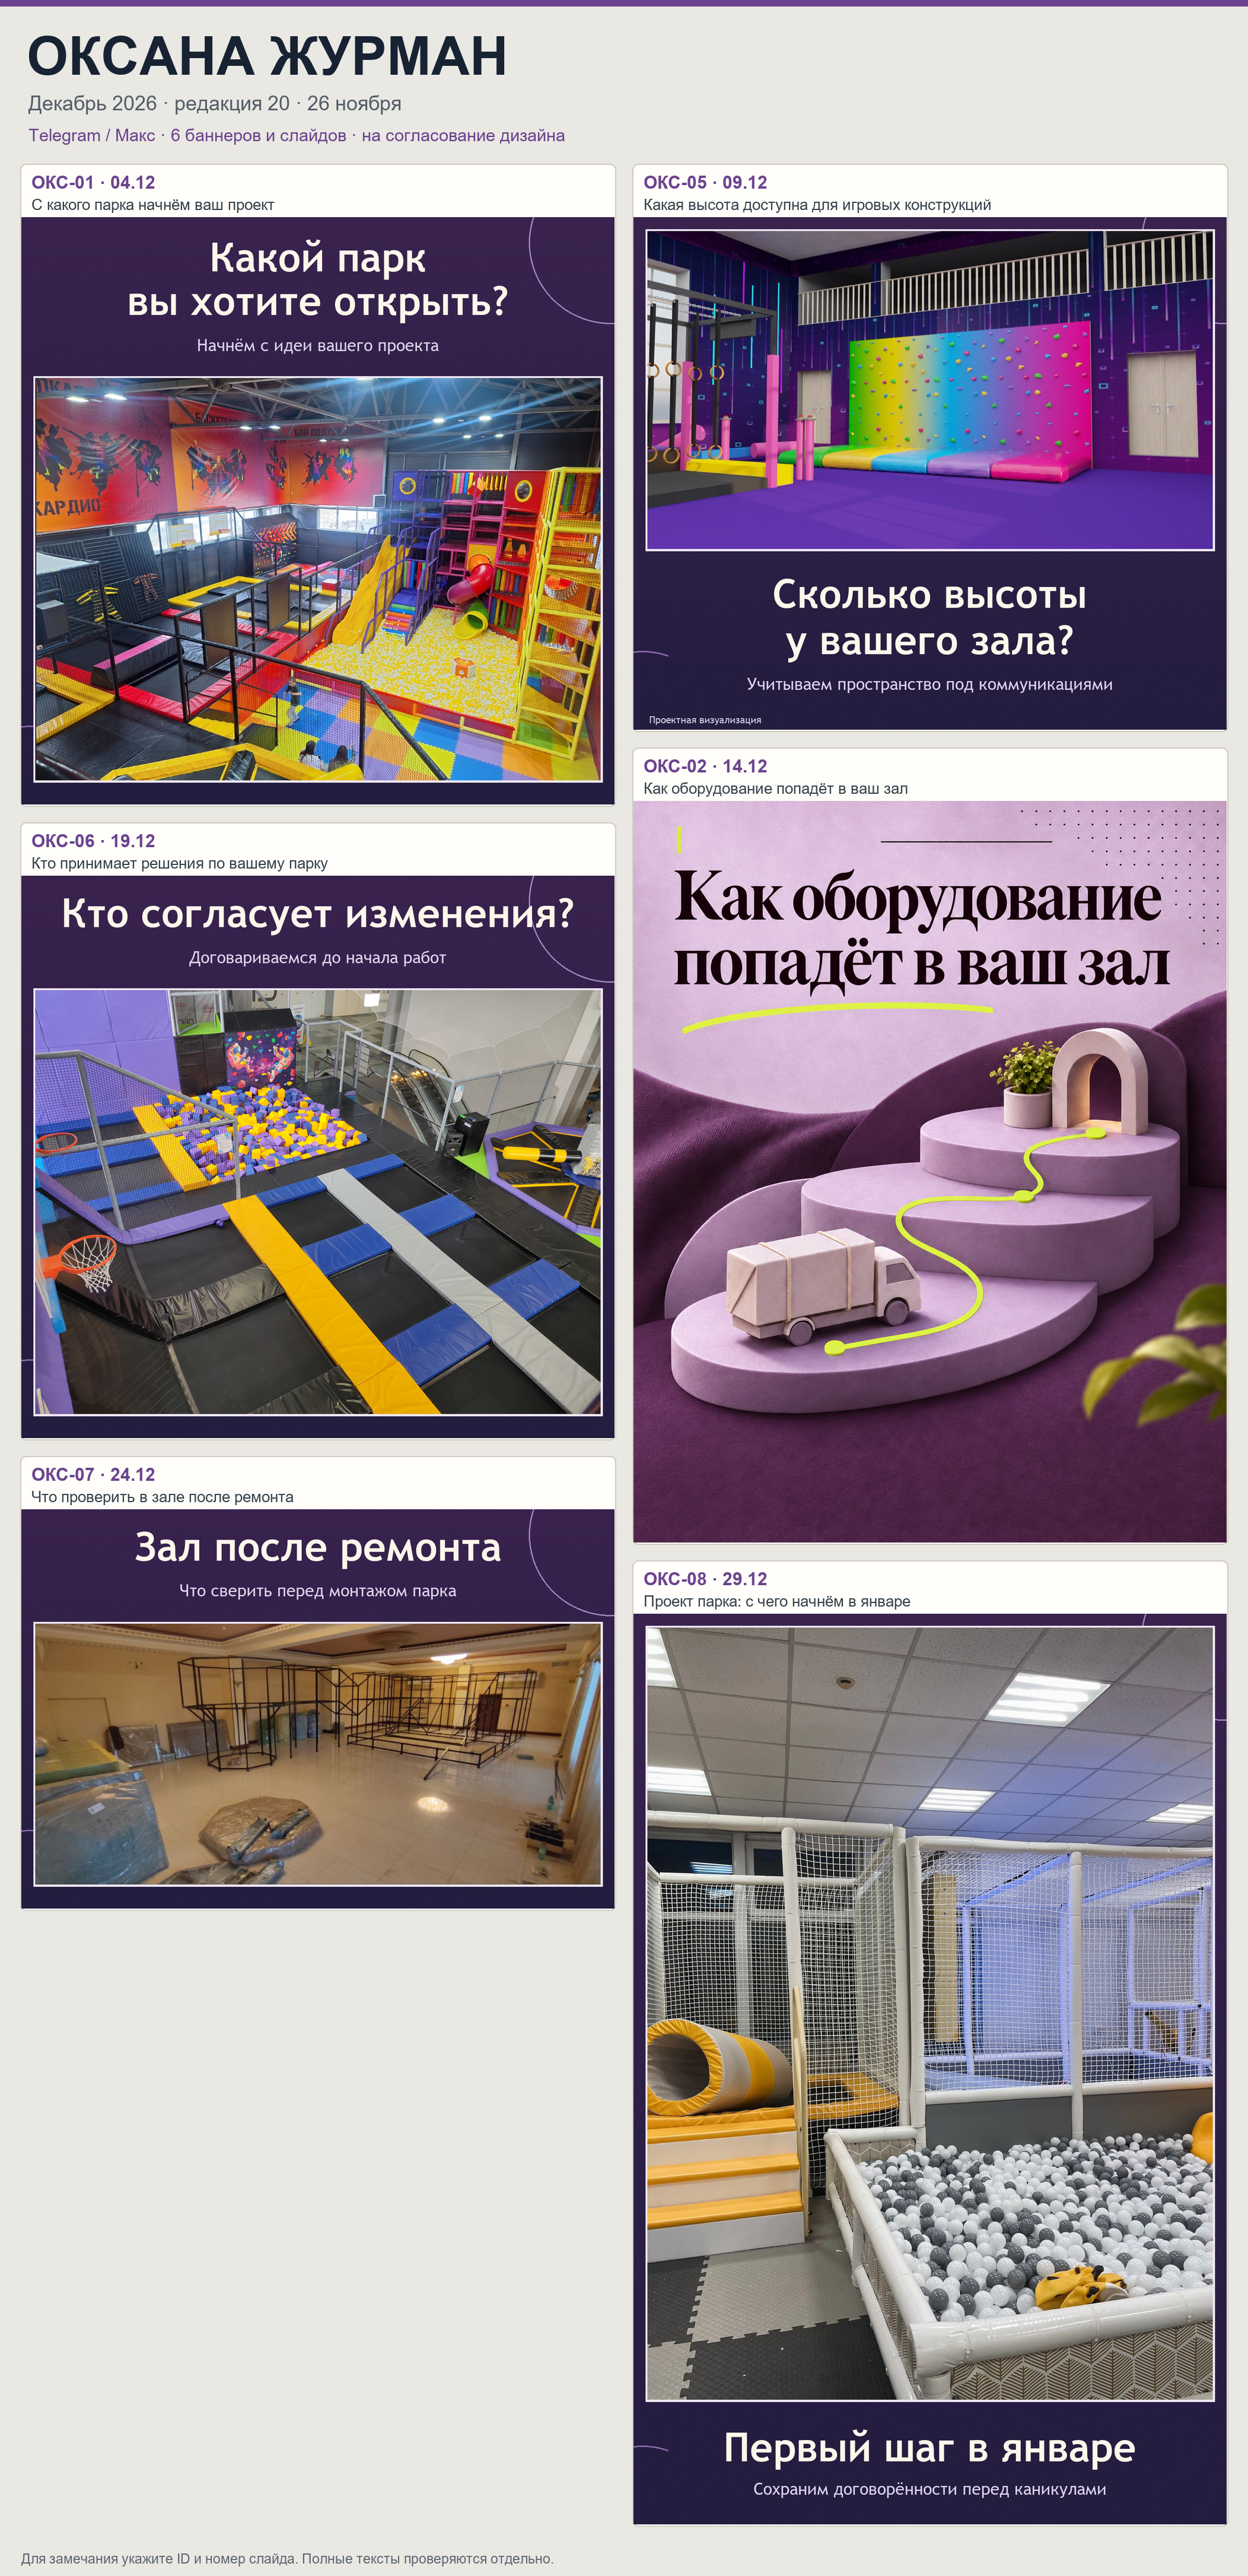 ОКСАНА ЖУРМАН
Декабрь 2026 · редакция 20 · 26 ноября
Telegram / Макс · 6 баннеров и слайдов · на согласование дизайна
ОКС-01 · 04.12
С какого парка начнём ваш проект
Какой парк
вы хотите открыть?
Начнём с идеи вашего проекта
КАРДИО
ОКС-05 · 09.12
Какая высота доступна для игровых конструкций
Сколько высоты
у вашего зала?
Учитываем пространство под коммуникациями
Проектная визуализация
ОКС-06 · 19.12
Кто принимает решения по вашему парку
Кто согласует изменения?
Договариваемся до начала работ
ОКС-02 · 14.12
Как оборудование попадёт в ваш зал
Как оборудование
попадёт в ваш зал
ОКС-07 · 24.12
Что проверить в зале после ремонта
Зал после ремонта
Что сверить перед монтажом парка
ОКС-08 · 29.12
Проект парка: с чего начнём в январе
Первый шаг в январе
Сохраним договорённости перед каникулами
Для замечания укажите ID и номер слайда. Полные тексты проверяются отдельно.